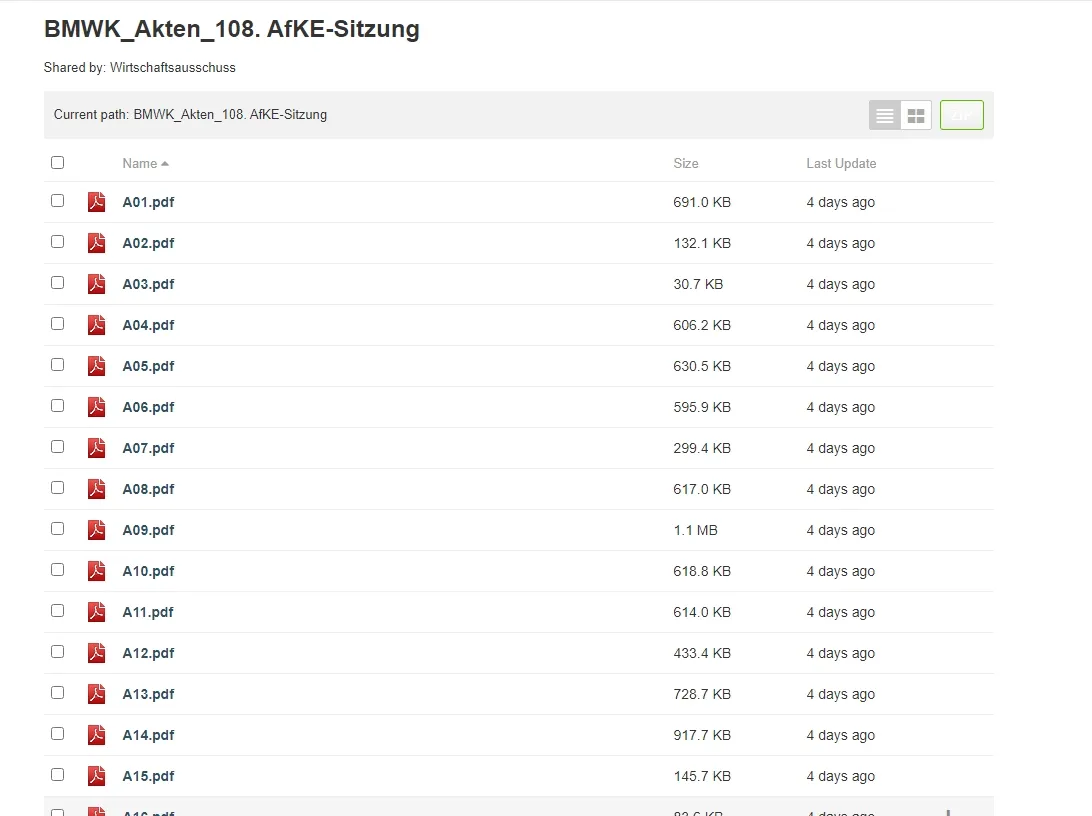 BMWK_Akten_108. AfKE-Sitzung
Shared by: Wirtschaftsausschuss
Current path: BMWK_Akten_108. AfKE-Sitzung
Name Size Last Update
A01.pdf 691.0 KB 4 days ago
A02.pdf 132.1 KB 4 days ago
A03.pdf 30.7 KB 4 days ago
A04.pdf 606.2 KB 4 days ago
A05.pdf 630.5 KB 4 days ago
A06.pdf 595.9 KB 4 days ago
A07.pdf 299.4 KB 4 days ago
A08.pdf 617.0 KB 4 days ago
A09.pdf 1.1 MB 4 days ago
A10.pdf 618.8 KB 4 days ago
A11.pdf 614.0 KB 4 days ago
A12.pdf 433.4 KB 4 days ago
A13.pdf 728.7 KB 4 days ago
A14.pdf 917.7 KB 4 days ago
A15.pdf 145.7 KB 4 days ago
A16.pdf 4 days ago